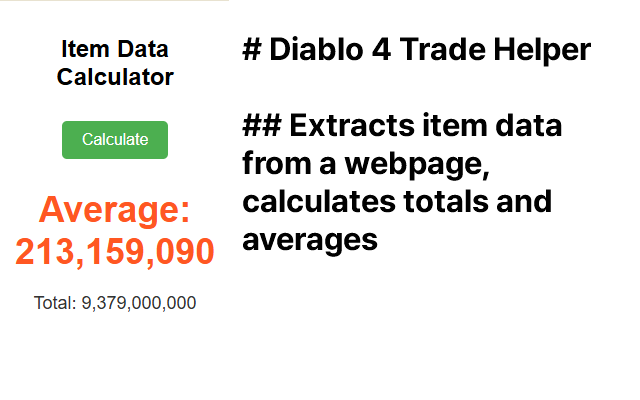 Item Data
Calculator
Calculate
Average:
213,159,090
Total: 9,379,000,000
# Diablo 4 Trade Helper
## Extracts item data
from a webpage,
calculates totals and
averages